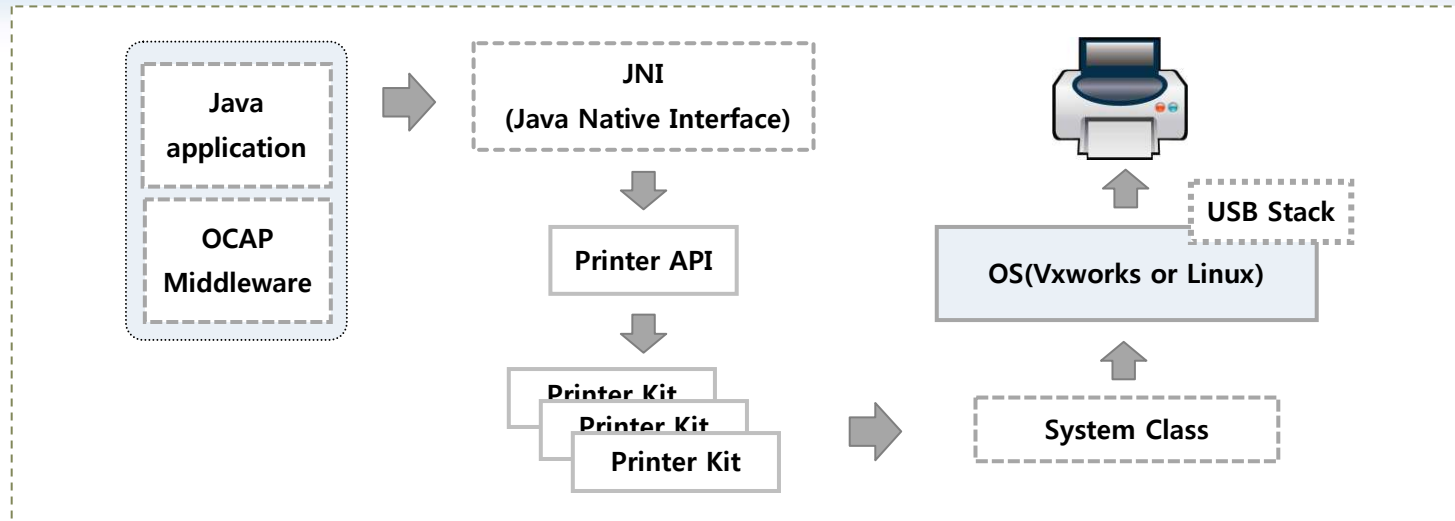 Java
application
OCAP
Middleware
JNI
(Java Native Interface)
Printer API
Printer Kit
Printer Kit
Printer Kit
System Class
OS(Vxworks or Linux)
USB Stack